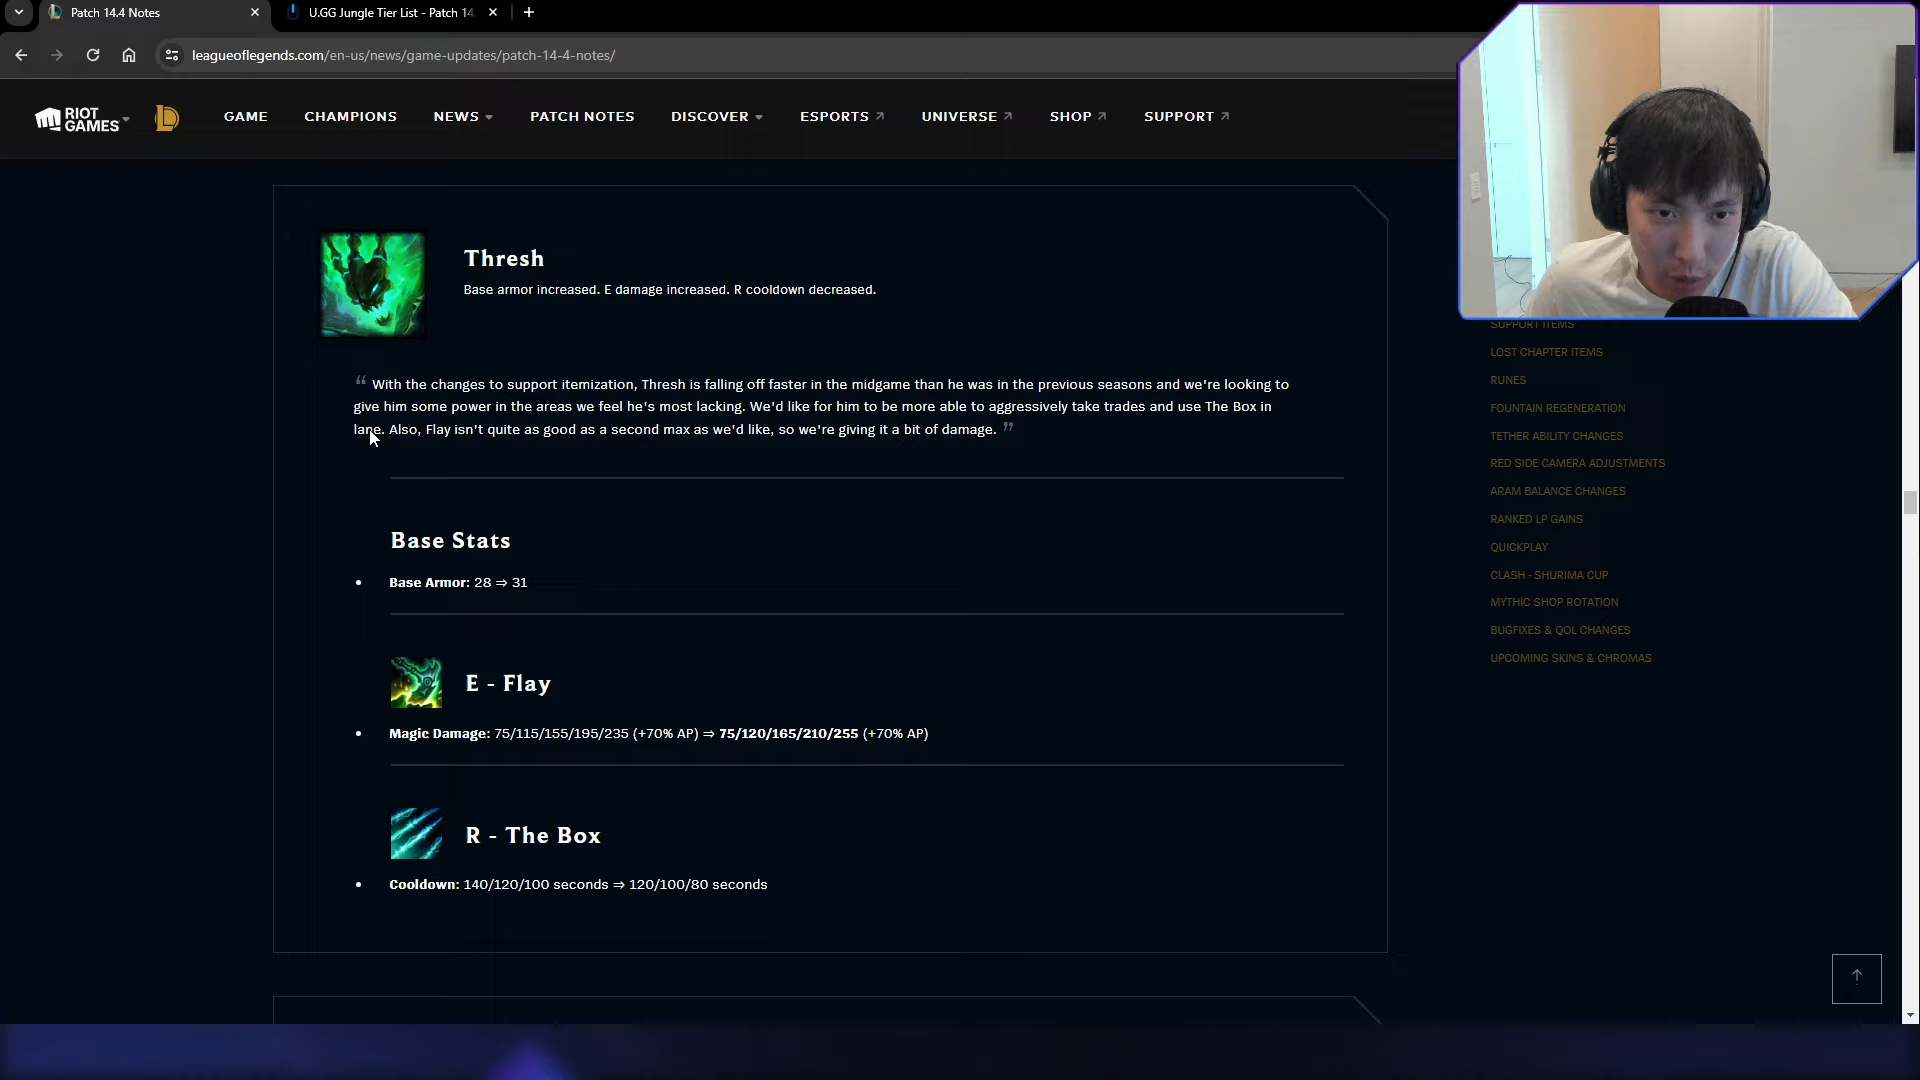 Patch 14.4 Notes
U.GG Jungle Tier List - Patch 14
leagueoflegends.com/en-us/news/game-updates/patch-14-4-notes/
RIOT GAMES
GAME
CHAMPIONS
NEWS
PATCH NOTES
DISCOVER
ESPORTS
UNIVERSE
SHOP
SUPPORT
Thresh
Base armor increased. E damage increased. R cooldown decreased.
“ With the changes to support itemization, Thresh is falling off faster in the midgame than he was in the previous seasons and we're looking to
give him some power in the areas we feel he's most lacking. We'd like for him to be more able to aggressively take trades and use The Box in
lane. Also, Flay isn't quite as good as a second max as we'd like, so we're giving it a bit of damage. ”
Base Stats
• Base Armor: 28 ⇒ 31
E - Flay
• Magic Damage: 75/115/155/195/235 (+70% AP) ⇒ 75/120/165/210/255 (+70% AP)
R - The Box
• Cooldown: 140/120/100 seconds ⇒ 120/100/80 seconds
SUPPORT ITEMS
LOST CHAPTER ITEMS
RUNES
FOUNTAIN REGENERATION
TETHER ABILITY CHANGES
RED SIDE CAMERA ADJUSTMENTS
ARAM BALANCE CHANGES
RANKED LP GAINS
QUICKPLAY
CLASH - SHURIMA CUP
MYTHIC SHOP ROTATION
BUGFIXES & QOL CHANGES
UPCOMING SKINS & CHROMAS